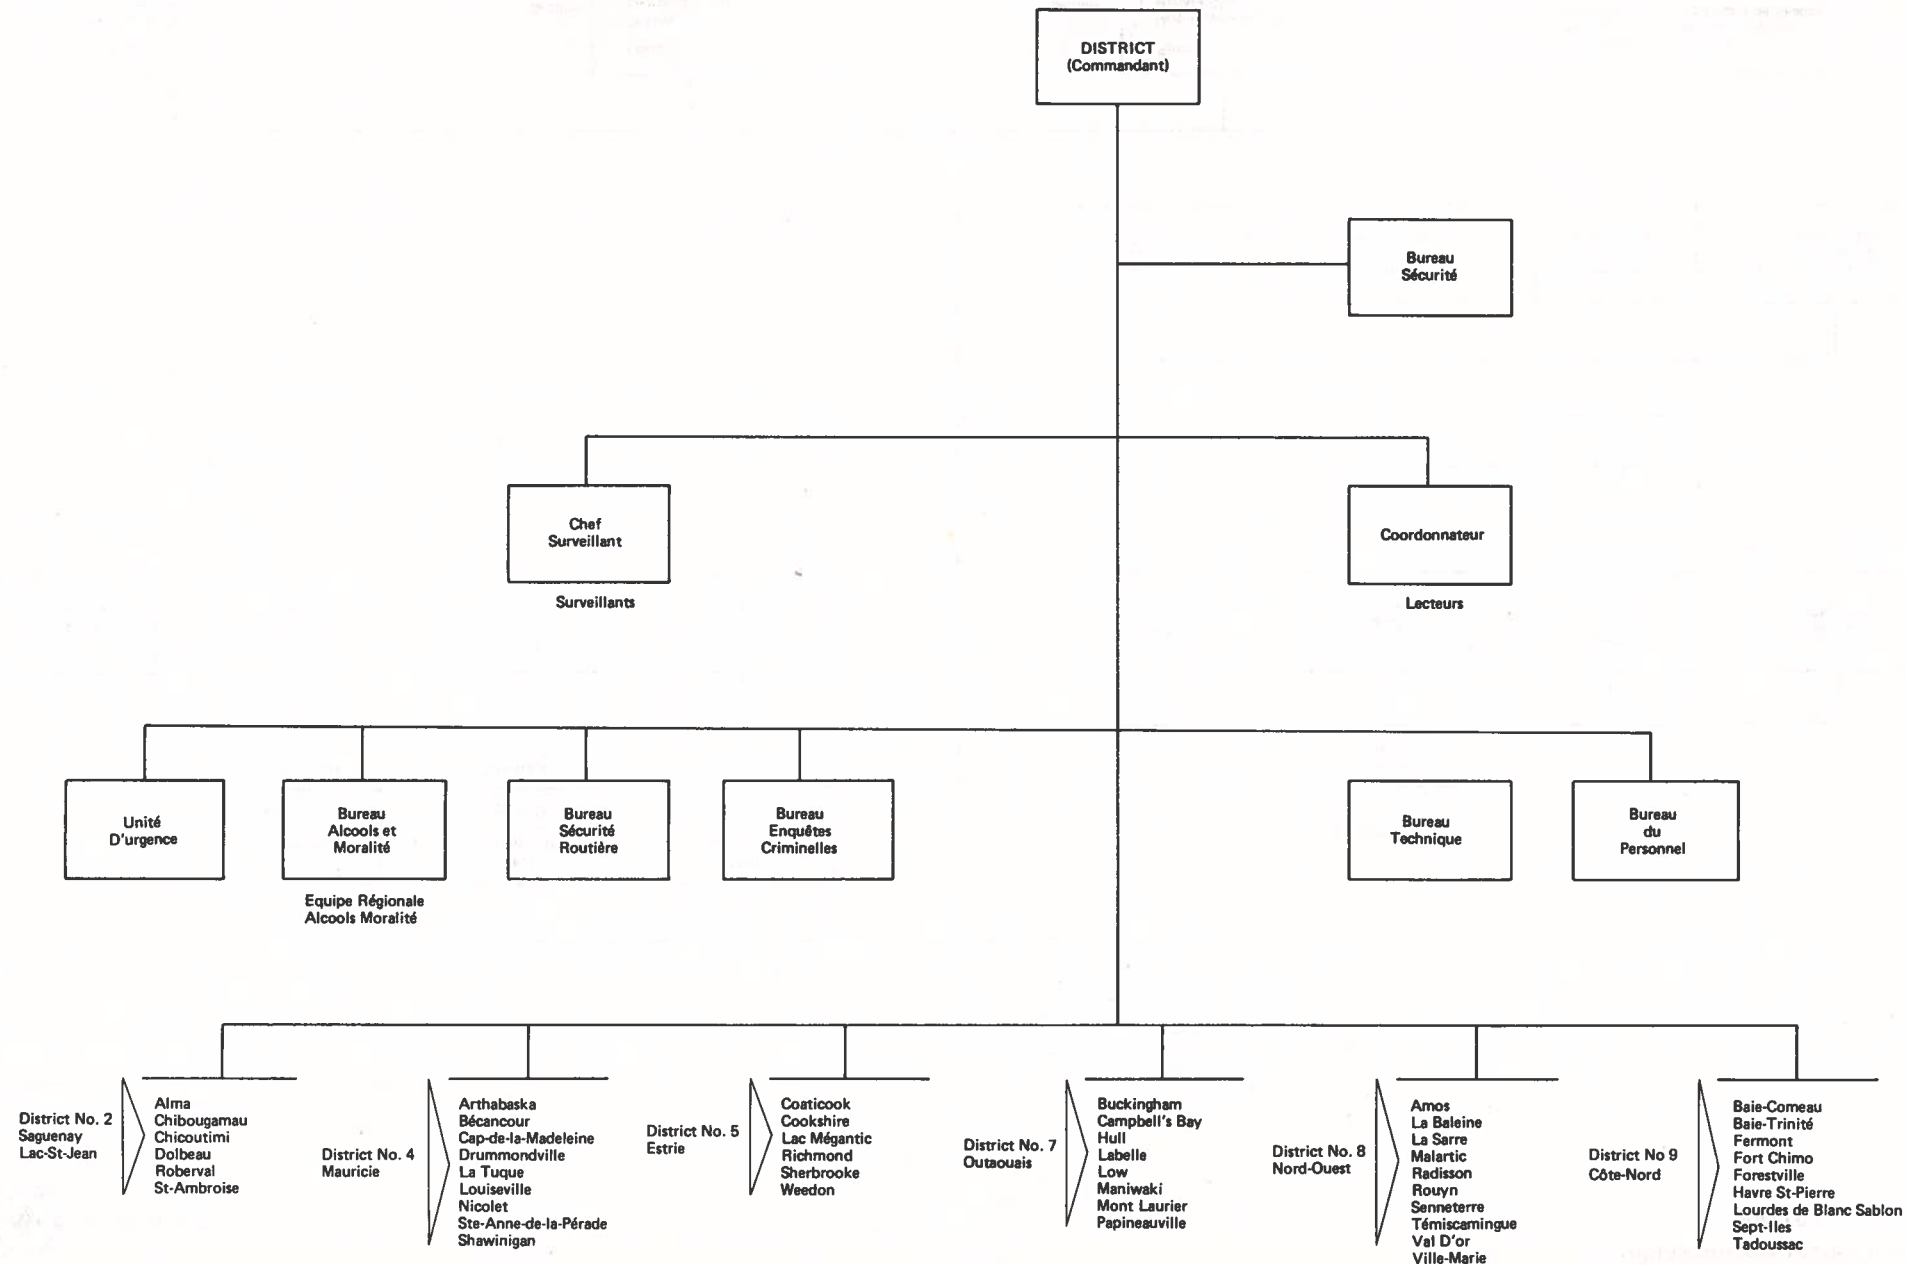 DISTRICT
(Commandant)
Bureau
Sécurité
Chef
Surveillant
Surveillants
Coordonnateur
Lecteurs
Unité
D'urgence
Bureau
Alcools et
Moralité
Equipe Régionale
Alcools Moralité
Bureau
Sécurité
Routière
Bureau
Enquêtes
Criminelles
Bureau
Technique
Bureau
du
Personnel
District No. 2
Saguenay
Lac-St-Jean
Alma
Chibougamau
Chicoutimi
Dolbeau
Roberval
St-Ambroise
District No. 4
Mauricie
Arthabaska
Bécancour
Cap-de-la-Madeleine
Drummondville
La Tuque
Louiseville
Nicolet
Ste-Anne-de-la-Pérade
Shawinigan
District No. 5
Estrie
Coaticook
Cookshire
Lac Mégantic
Richmond
Sherbrooke
Weedon
District No. 7
Outaouais
Buckingham
Campbell's Bay
Hull
Labelle
Low
Maniwaki
Mont Laurier
Papineauville
District No. 8
Nord-Ouest
Amos
La Baleine
La Sarre
Malartic
Radisson
Rouyn
Senneterre
Témiscamingue
Val D'or
Ville-Marie
District No 9
Côte-Nord
Baie-Comeau
Baie-Trinité
Fermont
Fort Chimo
Forestville
Havre St-Pierre
Lourdes de Blanc Sablon
Sept-Iles
Tadoussac